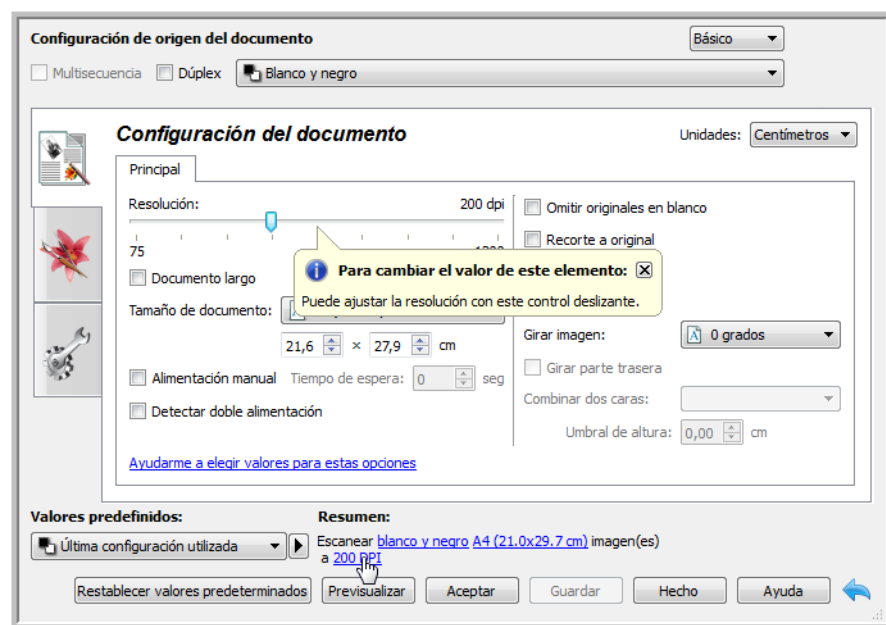 Configuración de origen del documento
Básico
Multisecuencia
Dúplex
Blanco y negro
Configuración del documento
Unidades:
Centímetros
Principal
Resolución:
200 dpi
75
Omitir originales en blanco
Recorte a original
Para cambiar el valor de este elemento:
Puede ajustar la resolución con este control deslizante.
Documento largo
Tamaño de documento:
21,6 × 27,9 cm
Girar imagen:
0 grados
Alimentación manual
Tiempo de espera:
0
seg
Girar parte trasera
Detectar doble alimentación
Combinar dos caras:
Umbral de altura:
0,00
cm
Ayudarme a elegir valores para estas opciones
Valores predefinidos:
Última configuración utilizada
Resumen:
Escanear blanco y negro A4 (21.0x29.7 cm) imagen(es)
a 200 DPI
Restablecer valores predeterminados
Previsualizar
Aceptar
Guardar
Hecho
Ayuda